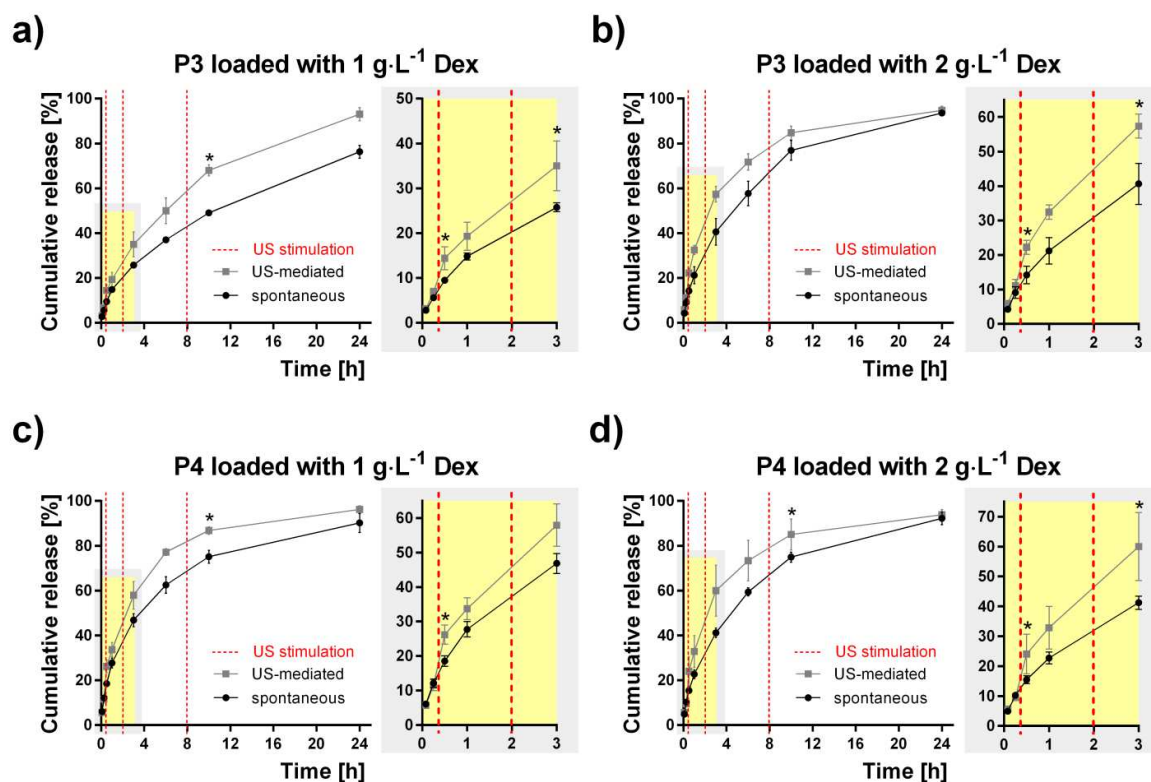 a)
P3 loaded with 1 g·L⁻¹ Dex
Cumulative release [%]
100
80
60
40
20
0
0 4 8 12 16 20 24
Time [h]
*
US stimulation
US-mediated
spontaneous
50
40
30
20
10
0
0 1 2 3
* *
b)
P3 loaded with 2 g·L⁻¹ Dex
Cumulative release [%]
100
80
60
40
20
0
0 4 8 12 16 20 24
Time [h]
US stimulation
US-mediated
spontaneous
60
50
40
30
20
10
0
0 1 2 3
* *
c)
P4 loaded with 1 g·L⁻¹ Dex
Cumulative release [%]
100
80
60
40
20
0
0 4 8 12 16 20 24
Time [h]
*
US stimulation
US-mediated
spontaneous
60
50
40
30
20
10
0
0 1 2 3
*
d)
P4 loaded with 2 g·L⁻¹ Dex
Cumulative release [%]
100
80
60
40
20
0
0 4 8 12 16 20 24
Time [h]
*
US stimulation
US-mediated
spontaneous
70
60
50
40
30
20
10
0
0 1 2 3
* *